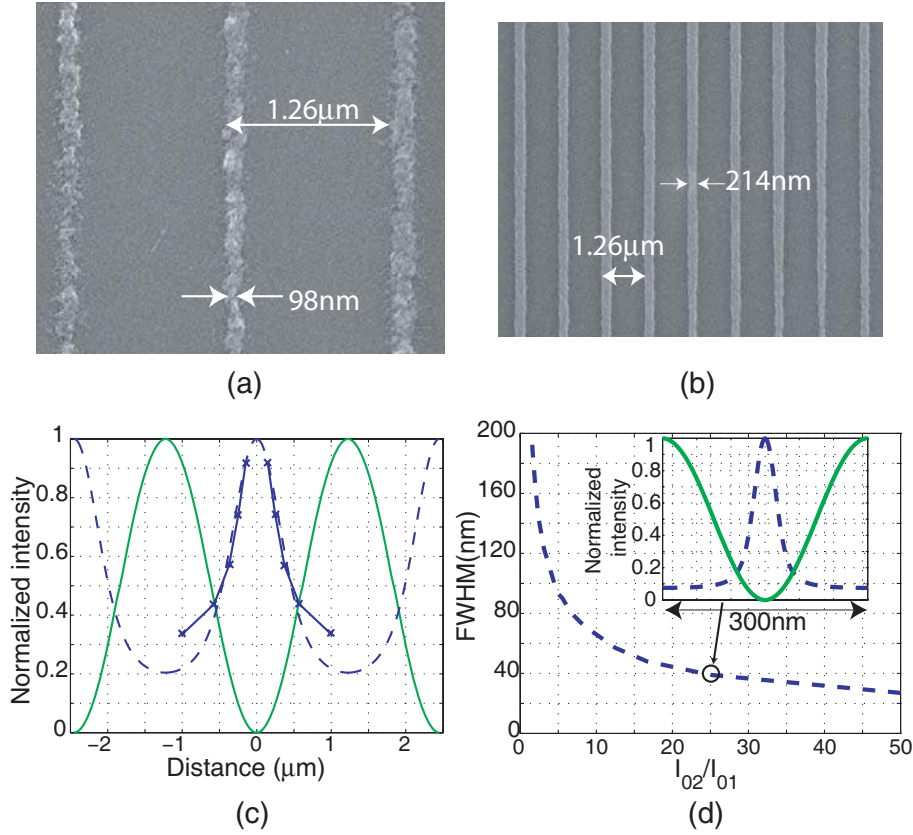 1.26μm
98nm
(a)
214nm
1.26μm
(b)
Normalized intensity
1
0.8
0.6
0.4
0.2
0
−2
−1
0
1
2
Distance (μm)
(c)
FWHM(nm)
200
160
120
80
40
0
0
10
20
30
40
50
I02/I01
Normalized
intensity
1
0.8
0.6
0.4
0.2
0
300nm
(d)